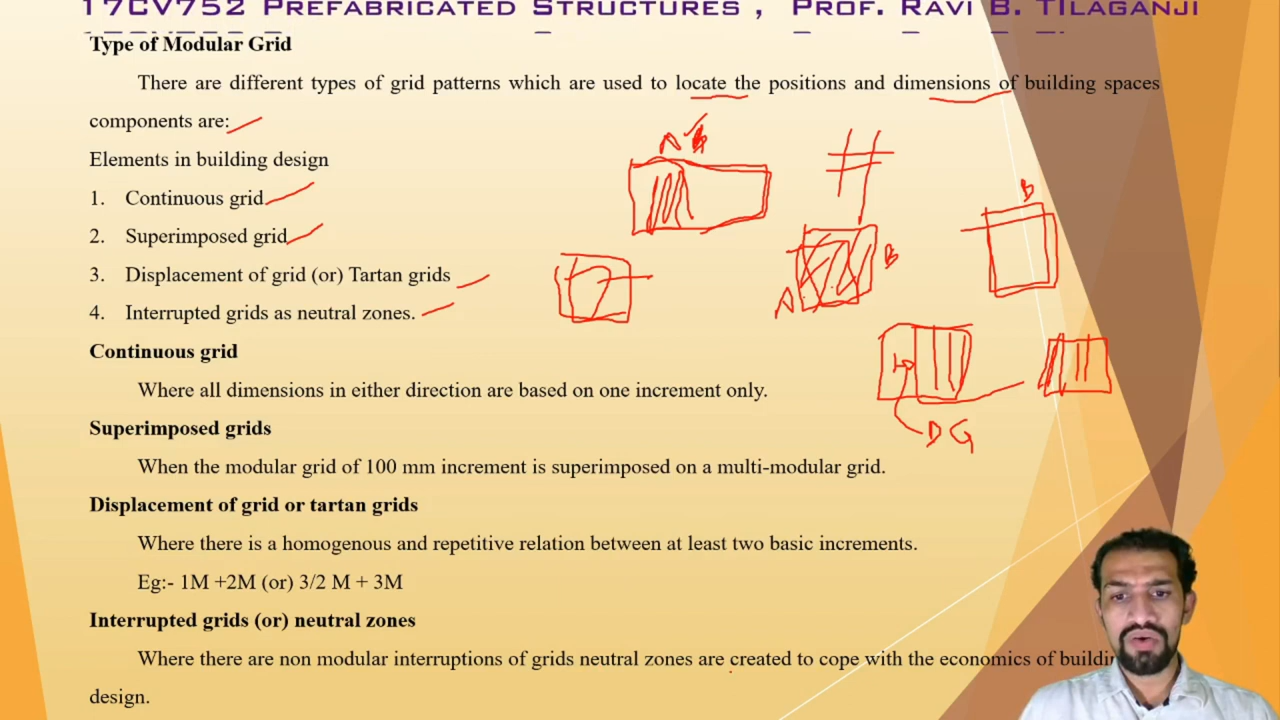 17CV752 Prefabricated Structures , Prof. Ravi B. Tilaganji
Type of Modular Grid
There are different types of grid patterns which are used to locate the positions and dimensions of building spaces
components are:
Elements in building design
1. Continuous grid
2. Superimposed grid
3. Displacement of grid (or) Tartan grids
4. Interrupted grids as neutral zones.
A
B
B
A
D G
Continuous grid
Where all dimensions in either direction are based on one increment only.
Superimposed grids
When the modular grid of 100 mm increment is superimposed on a multi-modular grid.
Displacement of grid or tartan grids
Where there is a homogenous and repetitive relation between at least two basic increments.
Eg:- 1M +2M (or) 3/2 M + 3M
Interrupted grids (or) neutral zones
Where there are non modular interruptions of grids neutral zones are created to cope with the economics of
design.